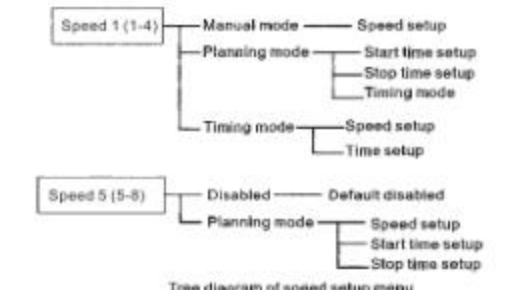 Speed 1 (1-4) Manual mode Speed setup
Planning mode Start time setup
Stop time setup
Timing mode
Timing mode Speed setup
Time setup
Speed 5 (5-8) Disabled Default disabled
Planning mode Speed setup
Start time setup
Stop time setup
Tree diagram of speed setup menu